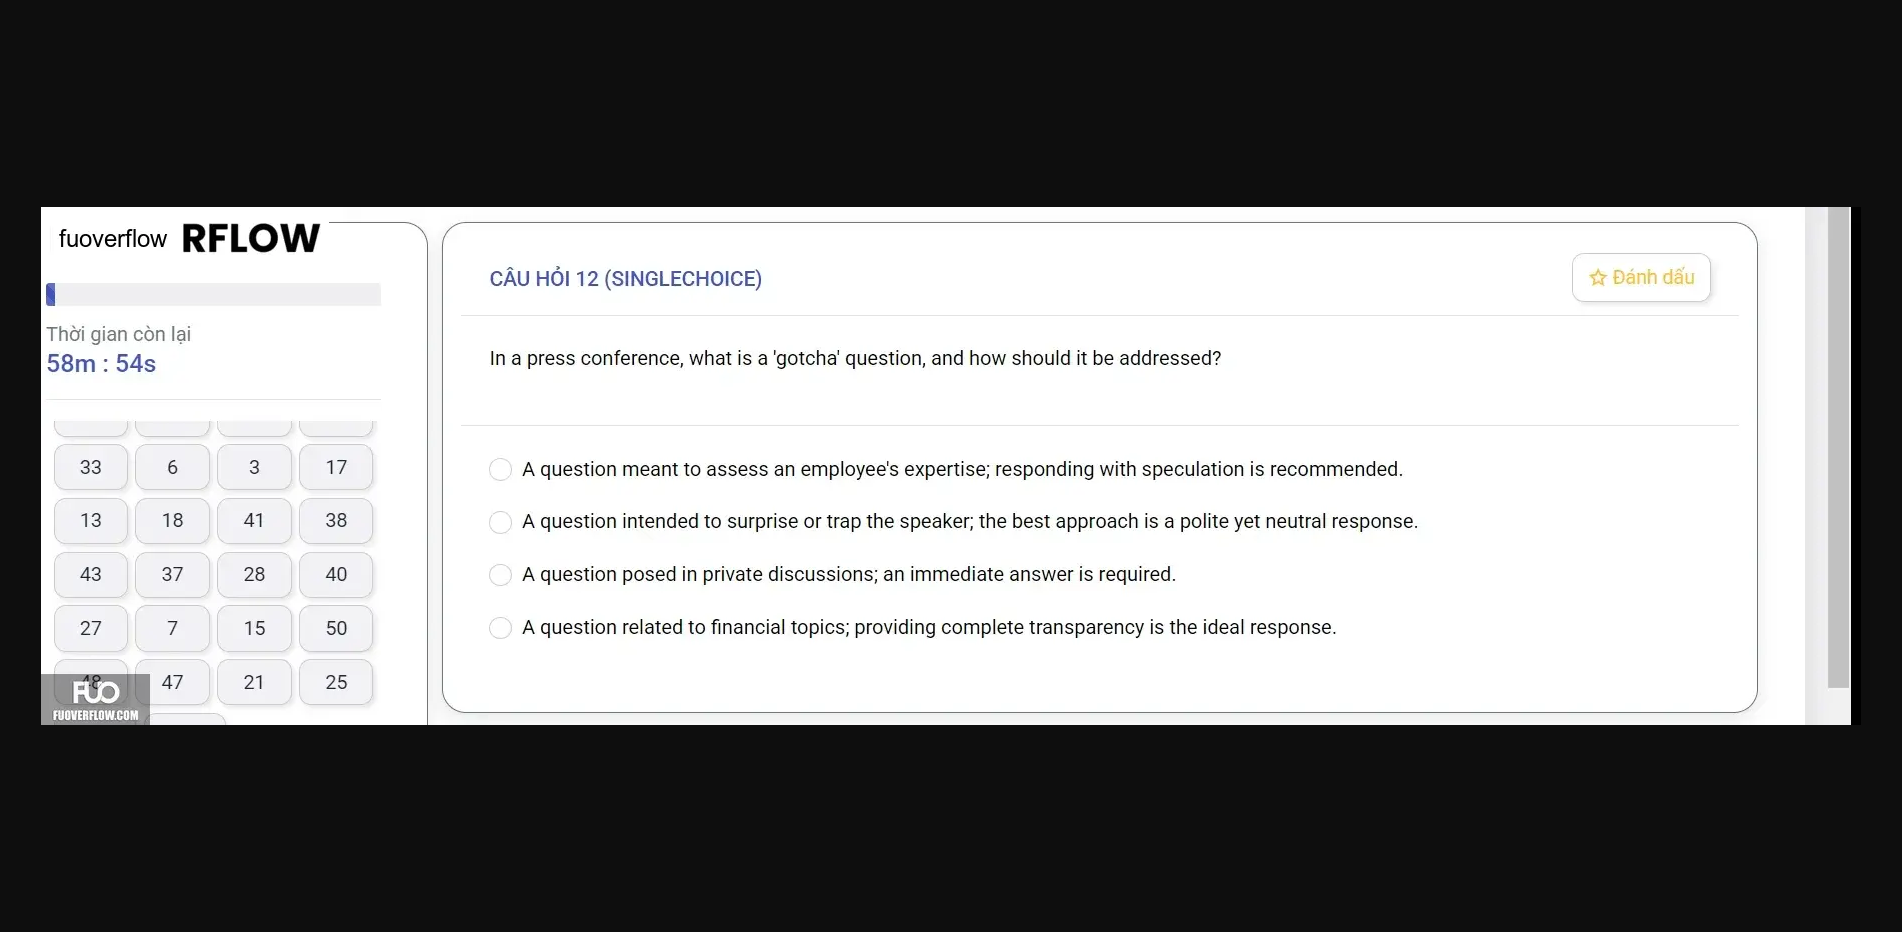 fuoverflow RFLOW
Thời gian còn lại
58m : 54s
33 6 3 17
13 18 41 38
43 37 28 40
27 7 15 50
48 47 21 25
FUO
FUOVERFLOW.COM
CÂU HỎI 12 (SINGLECHOICE)
Đánh dấu
In a press conference, what is a 'gotcha' question, and how should it be addressed?
A question meant to assess an employee's expertise; responding with speculation is recommended.
A question intended to surprise or trap the speaker; the best approach is a polite yet neutral response.
A question posed in private discussions; an immediate answer is required.
A question related to financial topics; providing complete transparency is the ideal response.